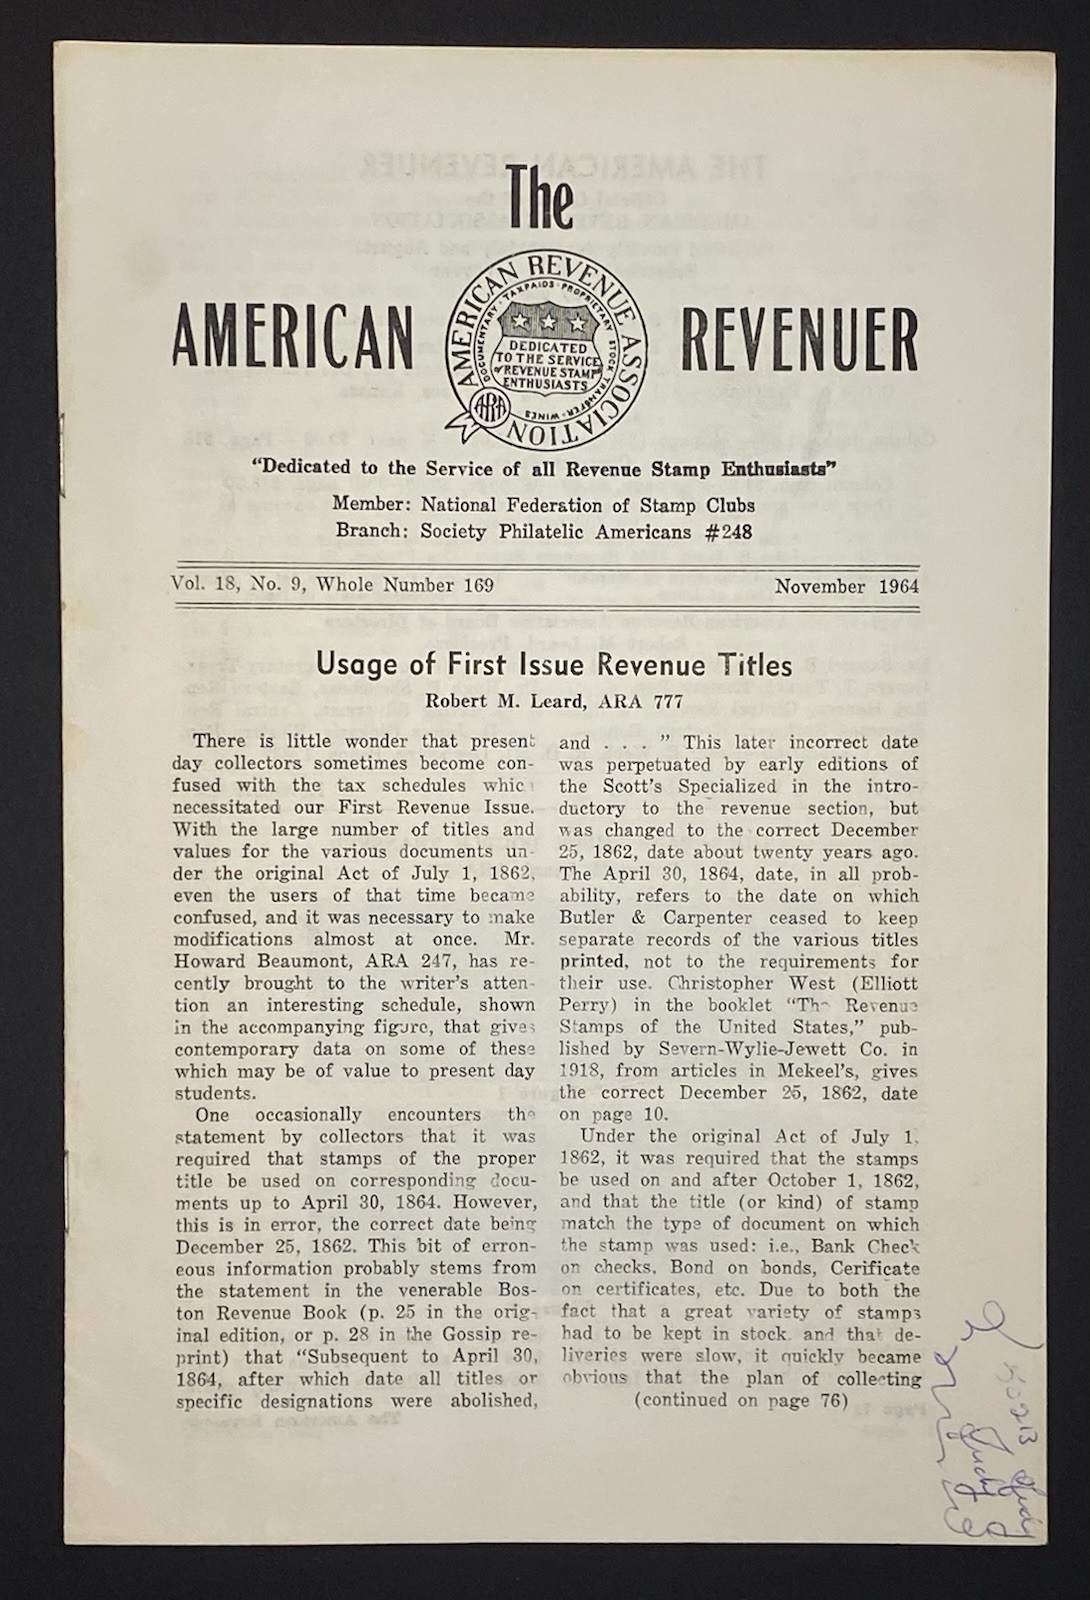 The
AMERICAN REVENUER
AMERICAN REVENUE ASSOCIATION
DOCUMENTARY · TAXPAIDS · PROPRIETARY STOCK TRANSFER · WINES
DEDICATED
TO THE SERVICE
of REVENUE STAMP
ENTHUSIASTS
ARA
“Dedicated to the Service of all Revenue Stamp Enthusiasts”
Member: National Federation of Stamp Clubs
Branch: Society Philatelic Americans #248
Vol. 18, No. 9, Whole Number 169 November 1964
Usage of First Issue Revenue Titles
Robert M. Leard, ARA 777
There is little wonder that present
day collectors sometimes become con-
fused with the tax schedules which
necessitated our First Revenue Issue.
With the large number of titles and
values for the various documents un-
der the original Act of July 1, 1862,
even the users of that time became
confused, and it was necessary to make
modifications almost at once. Mr.
Howard Beaumont, ARA 247, has re-
cently brought to the writer's atten-
tion an interesting schedule, shown
in the accompanying figure, that gives
contemporary data on some of these
which may be of value to present day
students.
One occasionally encounters the
statement by collectors that it was
required that stamps of the proper
title be used on corresponding docu-
ments up to April 30, 1864. However,
this is in error, the correct date being
December 25, 1862. This bit of erron-
eous information probably stems from
the statement in the venerable Bos-
ton Revenue Book (p. 25 in the orig-
inal edition, or p. 28 in the Gossip re-
print) that “Subsequent to April 30,
1864, after which date all titles or
specific designations were abolished,
and . . . ” This later incorrect date
was perpetuated by early editions of
the Scott's Specialized in the intro-
ductory to the revenue section, but
was changed to the correct December
25, 1862, date about twenty years ago.
The April 30, 1864, date, in all prob-
ability, refers to the date on which
Butler & Carpenter ceased to keep
separate records of the various titles
printed, not to the requirements for
their use. Christopher West (Elliott
Perry) in the booklet “The Revenue
Stamps of the United States,” pub-
lished by Severn-Wylie-Jewett Co. in
1918, from articles in Mekeel's, gives
the correct December 25, 1862, date
on page 10.
Under the original Act of July 1,
1862, it was required that the stamps
be used on and after October 1, 1862,
and that the title (or kind) of stamp
match the type of document on which
the stamp was used: i.e., Bank Check
on checks, Bond on bonds, Cerificate
on certificates, etc. Due to both the
fact that a great variety of stamps
had to be kept in stock, and that de-
liveries were slow, it quickly became
obvious that the plan of collecting
(continued on page 76)
Judy
Judy